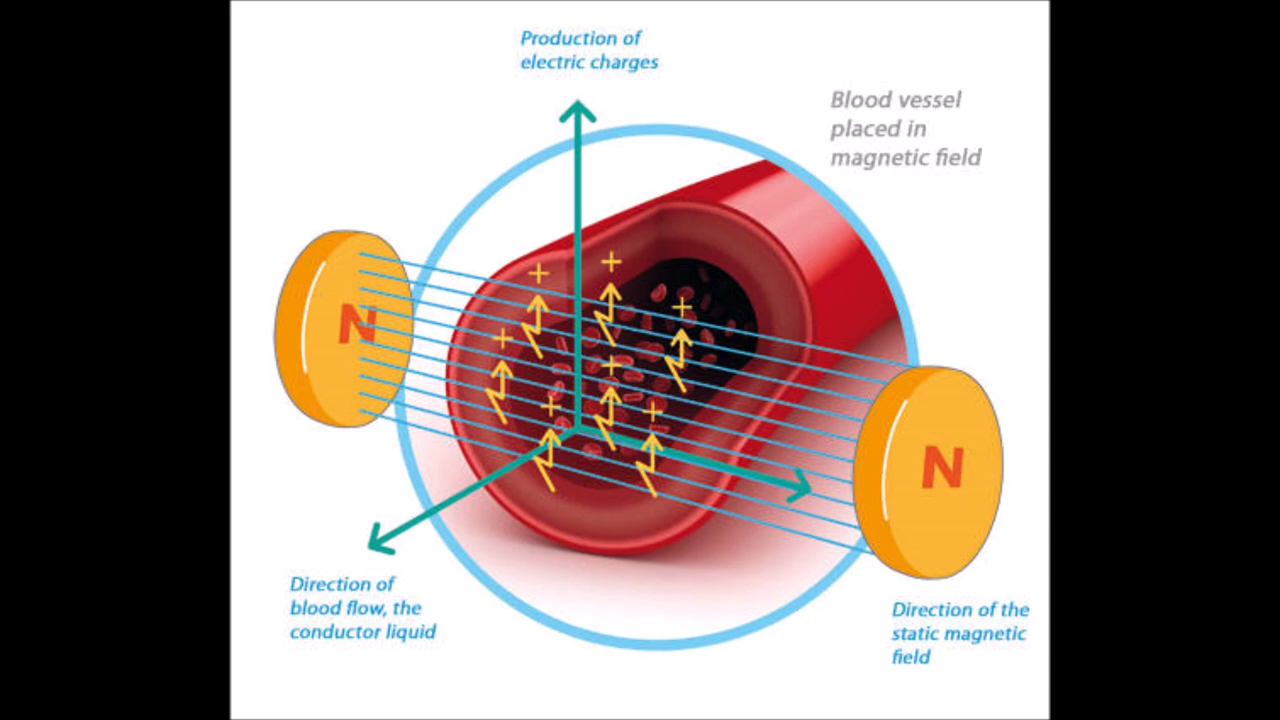 Production of
electric charges
Blood vessel
placed in
magnetic field
N
N
+
+
+
+
+
+
+
Direction of
blood flow, the
conductor liquid
Direction of the
static magnetic
field